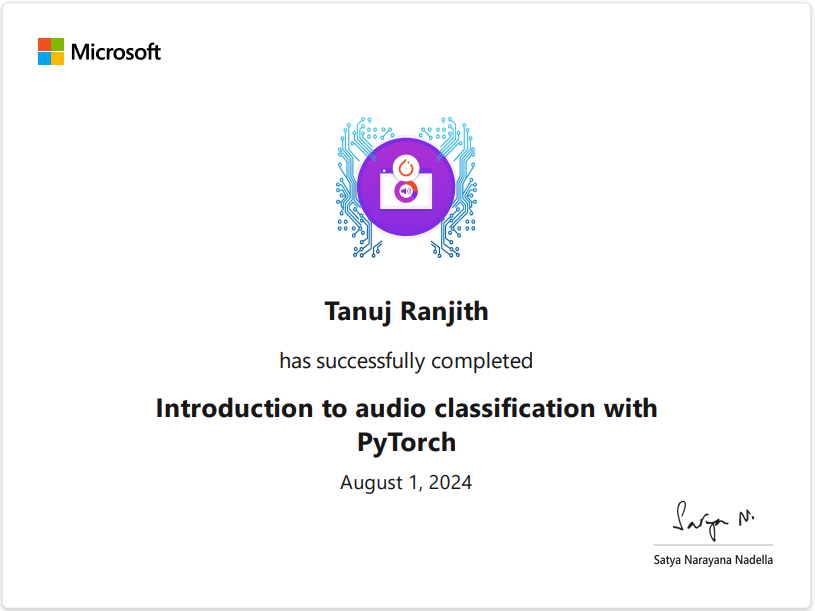 Microsoft
Tanuj Ranjith
has successfully completed
Introduction to audio classification with
PyTorch
August 1, 2024
Satya N.
Satya Narayana Nadella